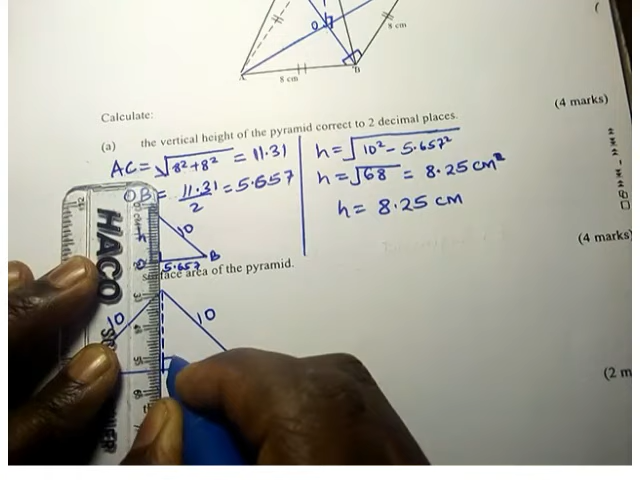 O
A
B
8 cm
8 cm
Calculate:
(4 marks)
(a) the vertical height of the pyramid correct to 2 decimal places.
AC = √8² + 8² = 11.31
OB = 11.31/2 = 5.657
h = √10² - 5.657²
h = √68 = 8.25 cm²
h = 8.25 cm
h
10
B
5.657
(4 marks)
surface area of the pyramid.
HACO
10
10
(2 m